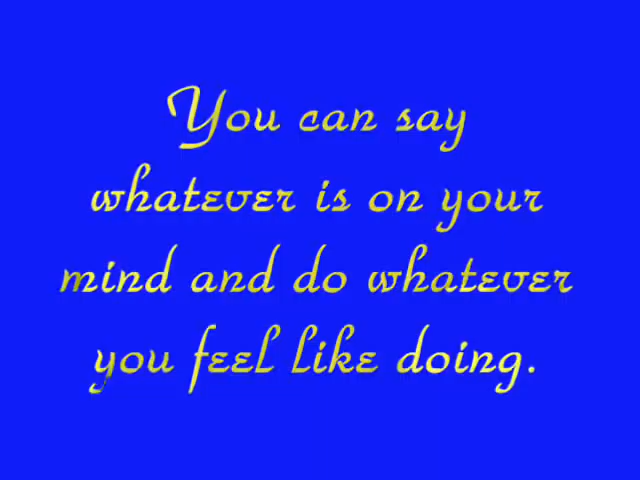 You can say
whatever is on your
mind and do whatever
you feel like doing.